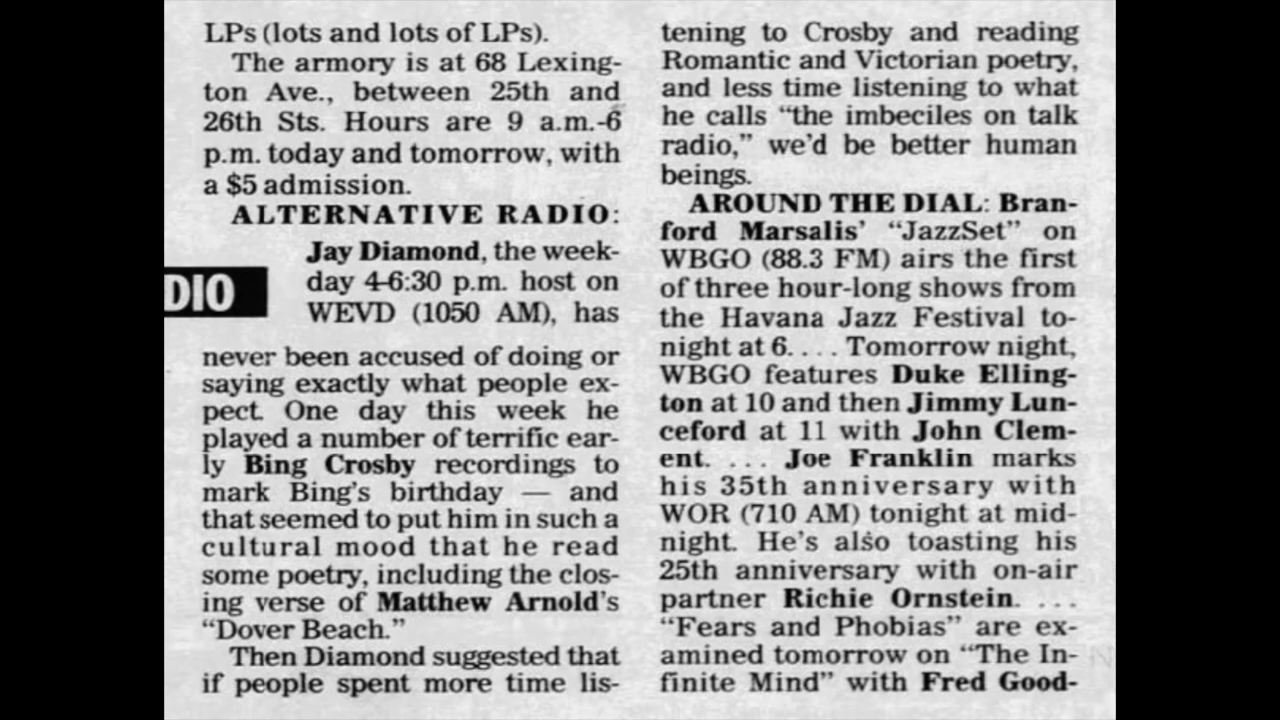 LPs (lots and lots of LPs).
The armory is at 68 Lexing-
ton Ave., between 25th and
26th Sts. Hours are 9 a.m.-6
p.m. today and tomorrow, with
a $5 admission.
ALTERNATIVE RADIO:
Jay Diamond, the week-
day 4-6:30 p.m. host on
WEVD (1050 AM), has
DIO
never been accused of doing or
saying exactly what people ex-
pect. One day this week he
played a number of terrific ear-
ly Bing Crosby recordings to
mark Bing's birthday — and
that seemed to put him in such a
cultural mood that he read
some poetry, including the clos-
ing verse of Matthew Arnold's
"Dover Beach."
Then Diamond suggested that
if people spent more time lis-
tening to Crosby and reading
Romantic and Victorian poetry,
and less time listening to what
he calls "the imbeciles on talk
radio," we'd be better human
beings.
AROUND THE DIAL: Bran-
ford Marsalis' "JazzSet" on
WBGO (88.3 FM) airs the first
of three hour-long shows from
the Havana Jazz Festival to-
night at 6. . . . Tomorrow night,
WBGO features Duke Elling-
ton at 10 and then Jimmy Lun-
ceford at 11 with John Clem-
ent. . . . Joe Franklin marks
his 35th anniversary with
WOR (710 AM) tonight at mid-
night. He's also toasting his
25th anniversary with on-air
partner Richie Ornstein. . . .
"Fears and Phobias" are ex-
amined tomorrow on "The In-
finite Mind" with Fred Good-